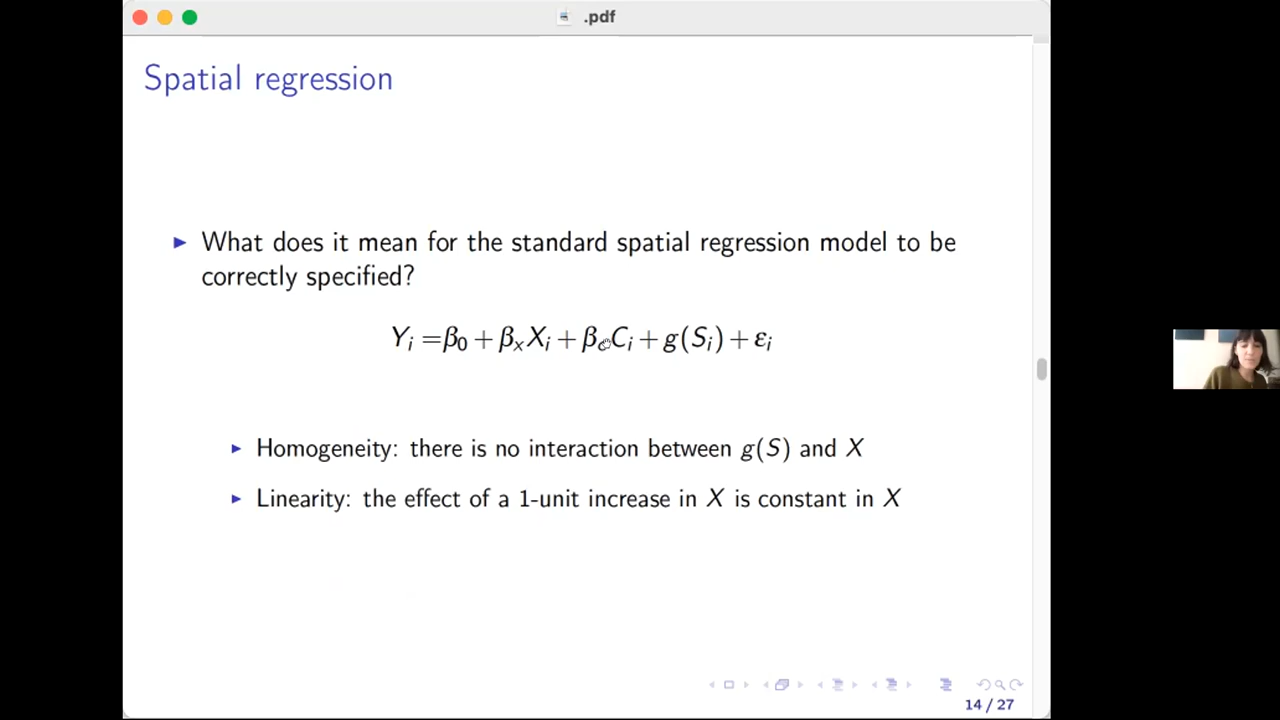 .pdf
Spatial regression
► What does it mean for the standard spatial regression model to be
correctly specified?
Yᵢ =β₀ + βₓXᵢ + β_cCᵢ + g(Sᵢ) + εᵢ
► Homogeneity: there is no interaction between g(S) and X
► Linearity: the effect of a 1-unit increase in X is constant in X
14 / 27